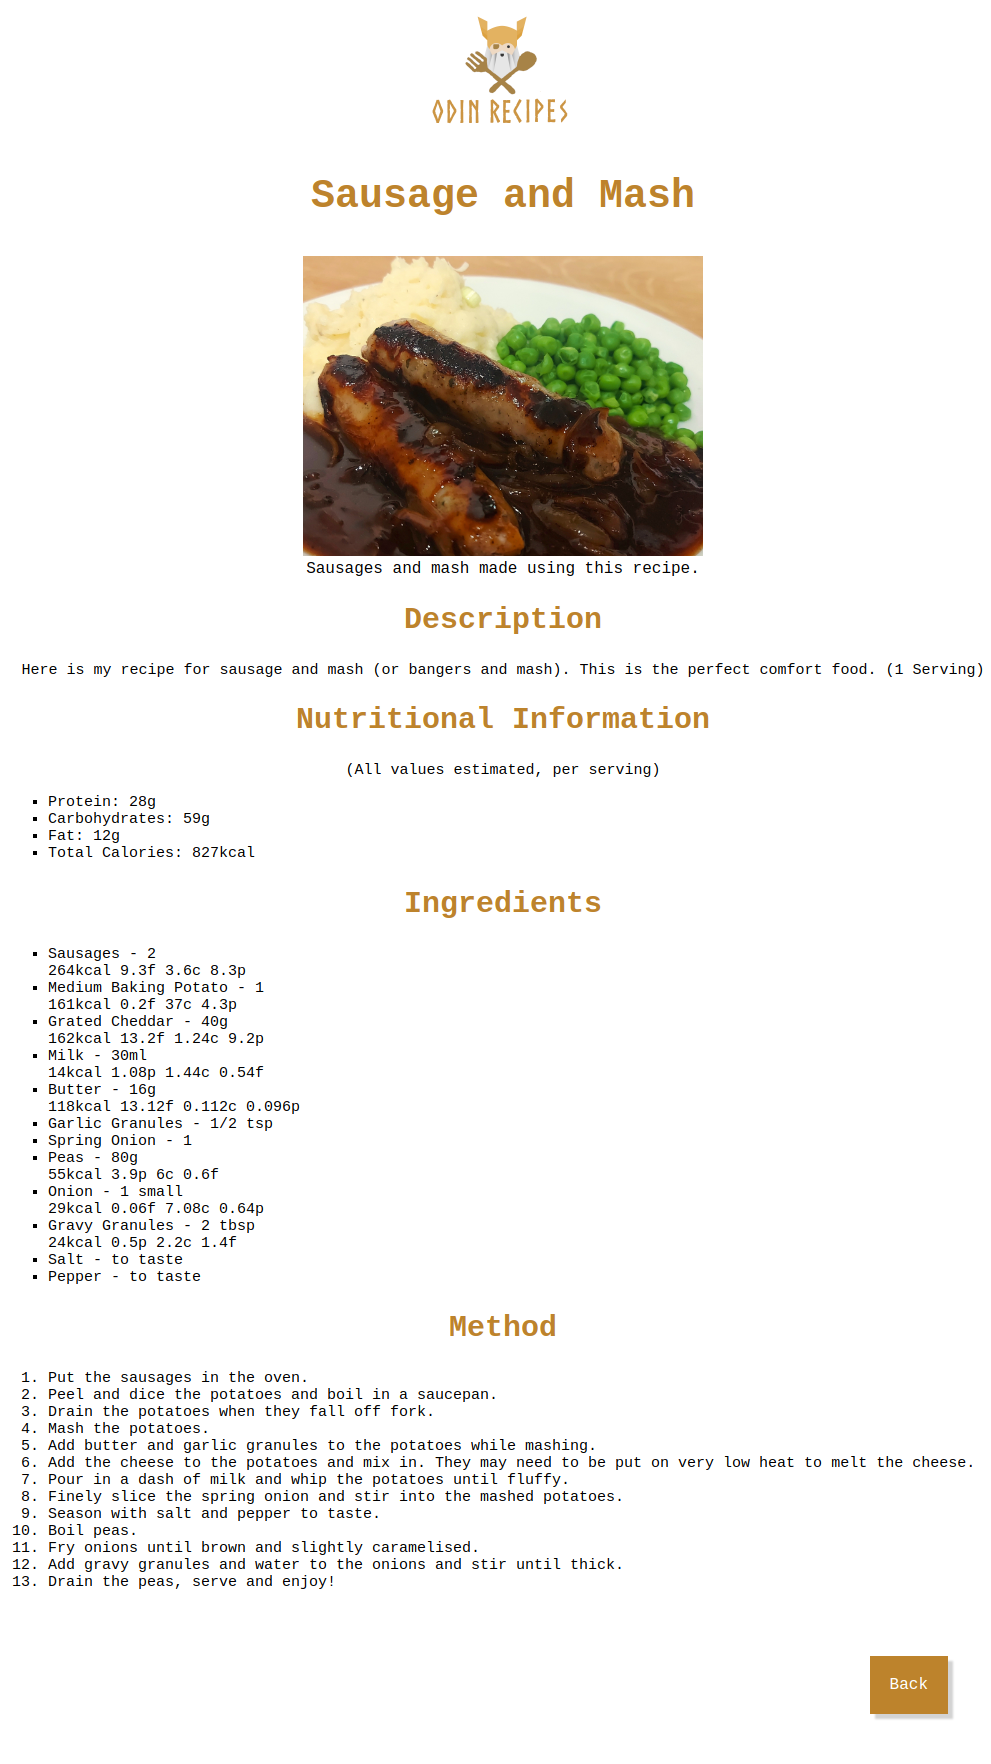 ODIN RECIPES
Sausage and Mash
Sausages and mash made using this recipe.
Description
Here is my recipe for sausage and mash (or bangers and mash). This is the perfect comfort food. (1 Serving)
Nutritional Information
(All values estimated, per serving)
▪ Protein: 28g
▪ Carbohydrates: 59g
▪ Fat: 12g
▪ Total Calories: 827kcal
Ingredients
▪ Sausages - 2
264kcal 9.3f 3.6c 8.3p
▪ Medium Baking Potato - 1
161kcal 0.2f 37c 4.3p
▪ Grated Cheddar - 40g
162kcal 13.2f 1.24c 9.2p
▪ Milk - 30ml
14kcal 1.08p 1.44c 0.54f
▪ Butter - 16g
118kcal 13.12f 0.112c 0.096p
▪ Garlic Granules - 1/2 tsp
▪ Spring Onion - 1
▪ Peas - 80g
55kcal 3.9p 6c 0.6f
▪ Onion - 1 small
29kcal 0.06f 7.08c 0.64p
▪ Gravy Granules - 2 tbsp
24kcal 0.5p 2.2c 1.4f
▪ Salt - to taste
▪ Pepper - to taste
Method
1. Put the sausages in the oven.
2. Peel and dice the potatoes and boil in a saucepan.
3. Drain the potatoes when they fall off fork.
4. Mash the potatoes.
5. Add butter and garlic granules to the potatoes while mashing.
6. Add the cheese to the potatoes and mix in. They may need to be put on very low heat to melt the cheese.
7. Pour in a dash of milk and whip the potatoes until fluffy.
8. Finely slice the spring onion and stir into the mashed potatoes.
9. Season with salt and pepper to taste.
10. Boil peas.
11. Fry onions until brown and slightly caramelised.
12. Add gravy granules and water to the onions and stir until thick.
13. Drain the peas, serve and enjoy!
Back